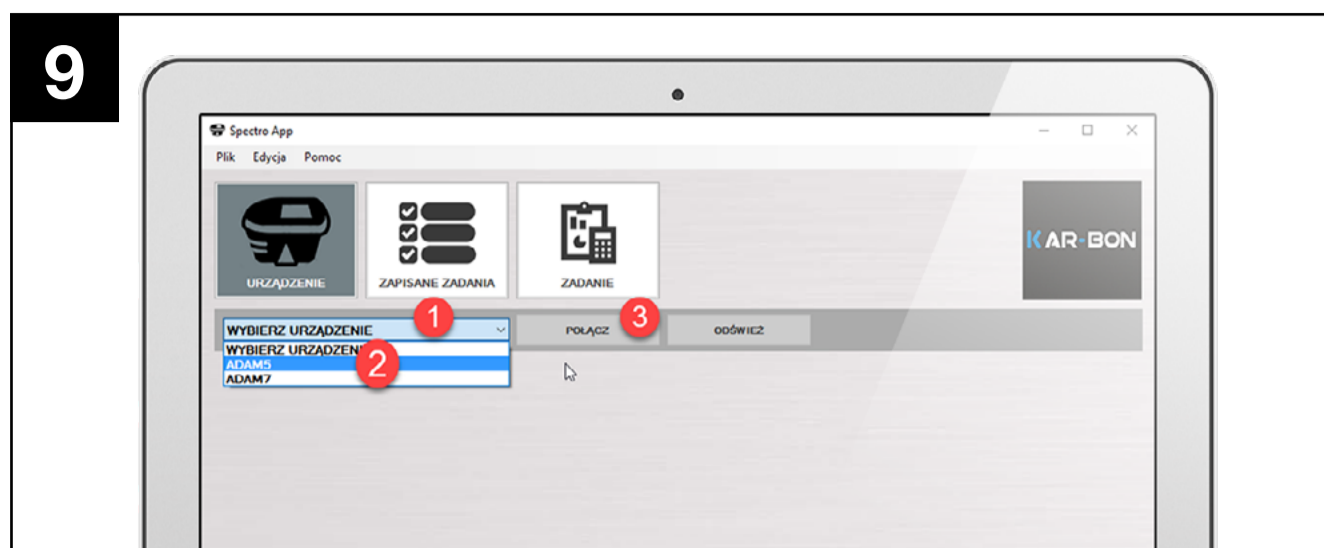 9
Spectro App
Plik Edycja Pomoc
URZĄDZENIE
ZAPISANE ZADANIA
ZADANIE
KAR-BON
WYBIERZ URZĄDZENIE
1
POŁĄCZ
3
ODŚWIEŻ
WYBIERZ URZĄDZEN
2
ADAM5
ADAM7